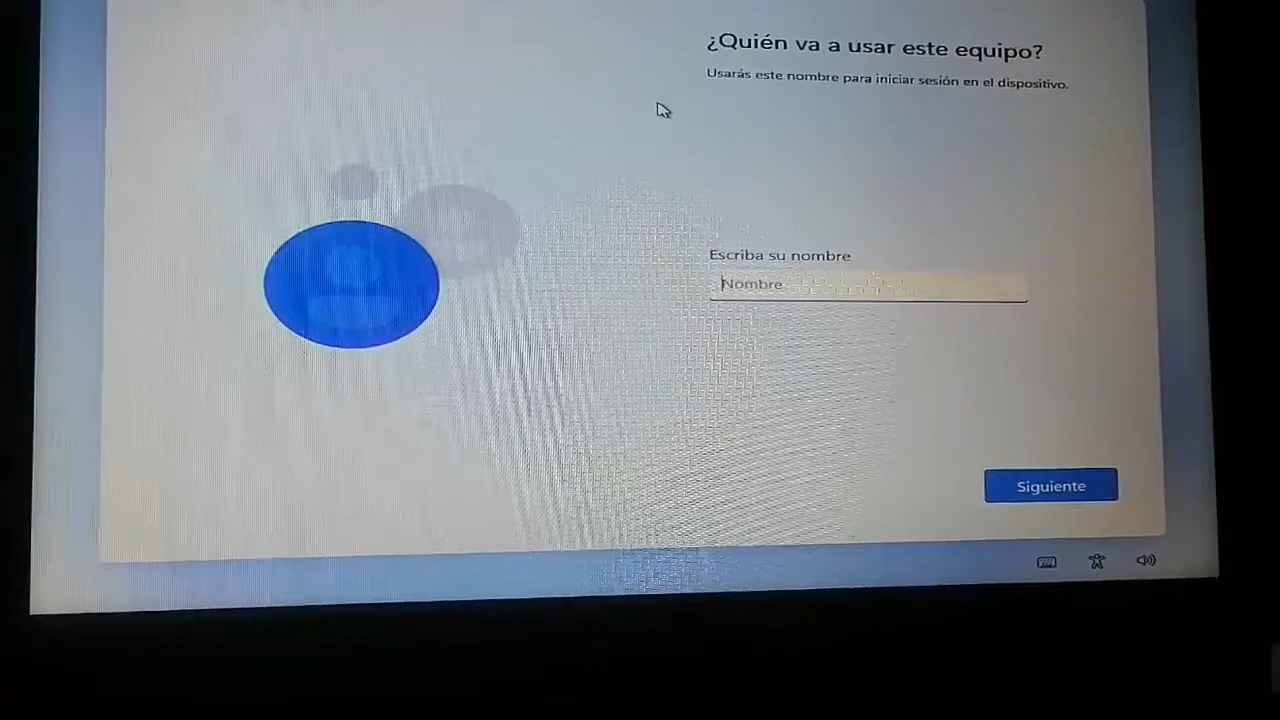 ¿Quién va a usar este equipo?
Usarás este nombre para iniciar sesión en el dispositivo.
Escriba su nombre
Nombre
Siguiente